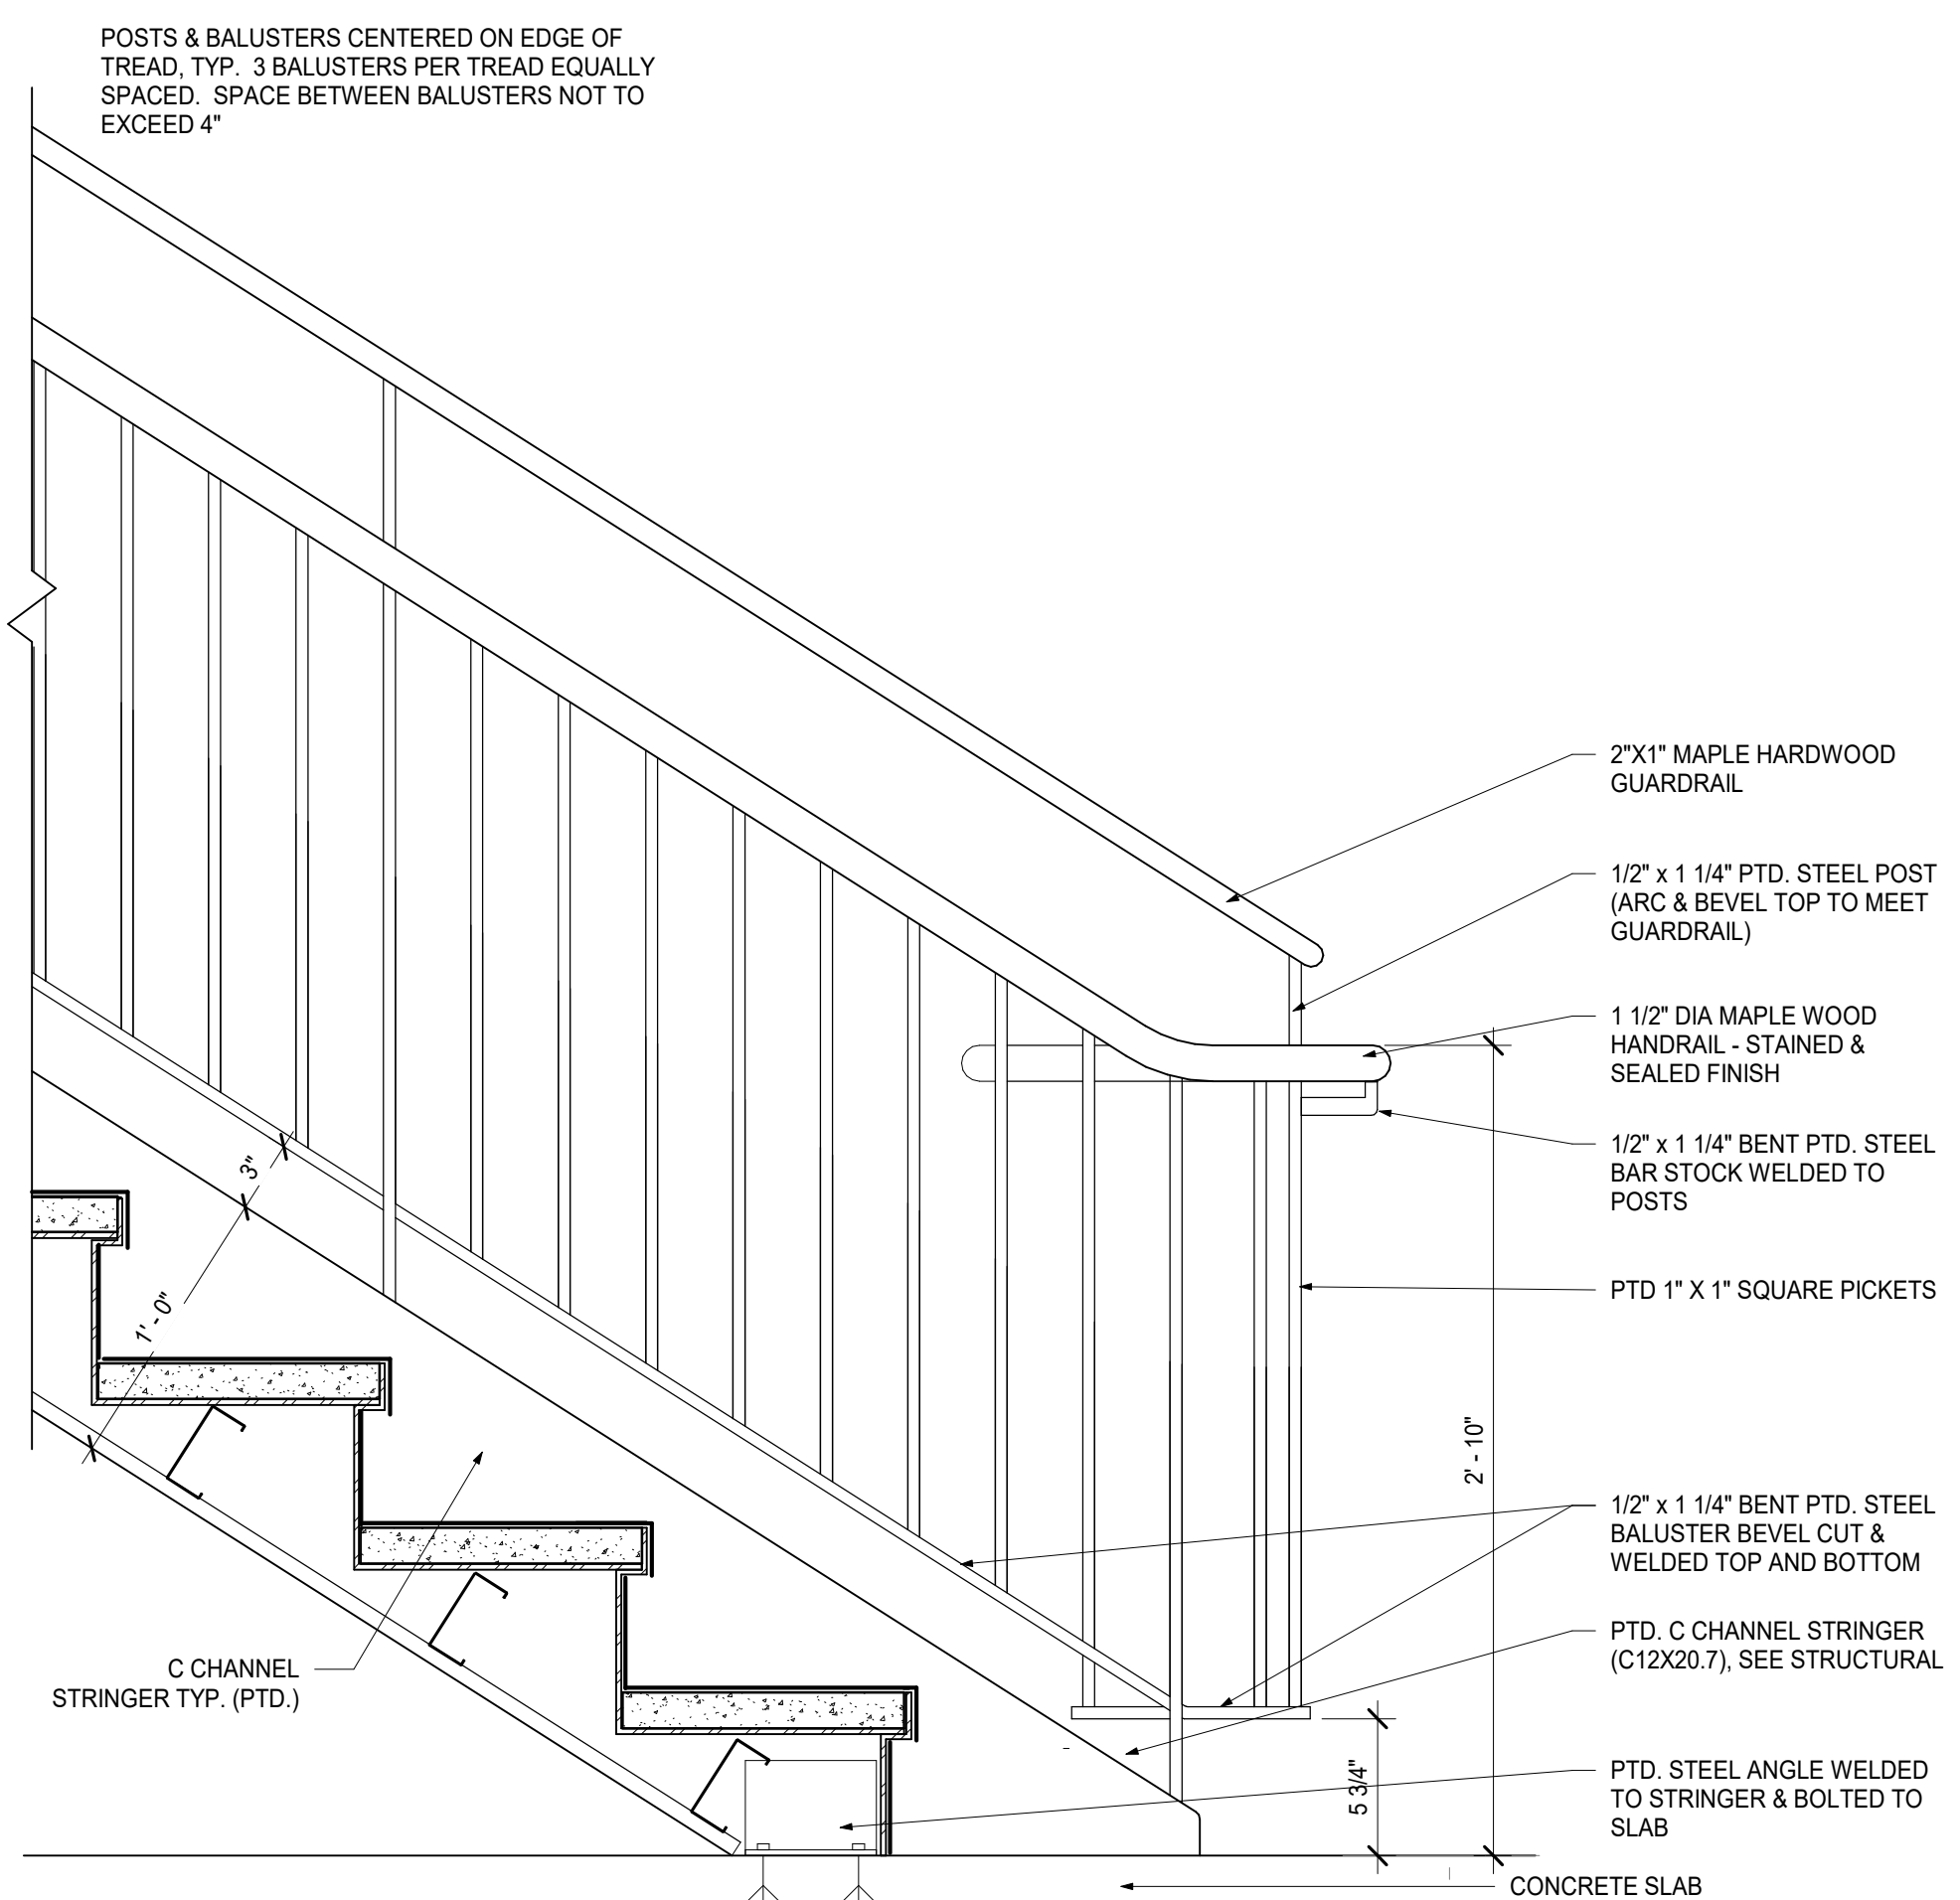 POSTS & BALUSTERS CENTERED ON EDGE OF
TREAD, TYP. 3 BALUSTERS PER TREAD EQUALLY
SPACED. SPACE BETWEEN BALUSTERS NOT TO
EXCEED 4"
2"X1" MAPLE HARDWOOD
GUARDRAIL
1/2" x 1 1/4" PTD. STEEL POST
(ARC & BEVEL TOP TO MEET
GUARDRAIL)
1 1/2" DIA MAPLE WOOD
HANDRAIL - STAINED &
SEALED FINISH
1/2" x 1 1/4" BENT PTD. STEEL
BAR STOCK WELDED TO
POSTS
3"
1' - 0"
PTD 1" X 1" SQUARE PICKETS
2' - 10"
1/2" x 1 1/4" BENT PTD. STEEL
BALUSTER BEVEL CUT &
WELDED TOP AND BOTTOM
PTD. C CHANNEL STRINGER
(C12X20.7), SEE STRUCTURAL
C CHANNEL
STRINGER TYP. (PTD.)
5 3/4"
PTD. STEEL ANGLE WELDED
TO STRINGER & BOLTED TO
SLAB
CONCRETE SLAB